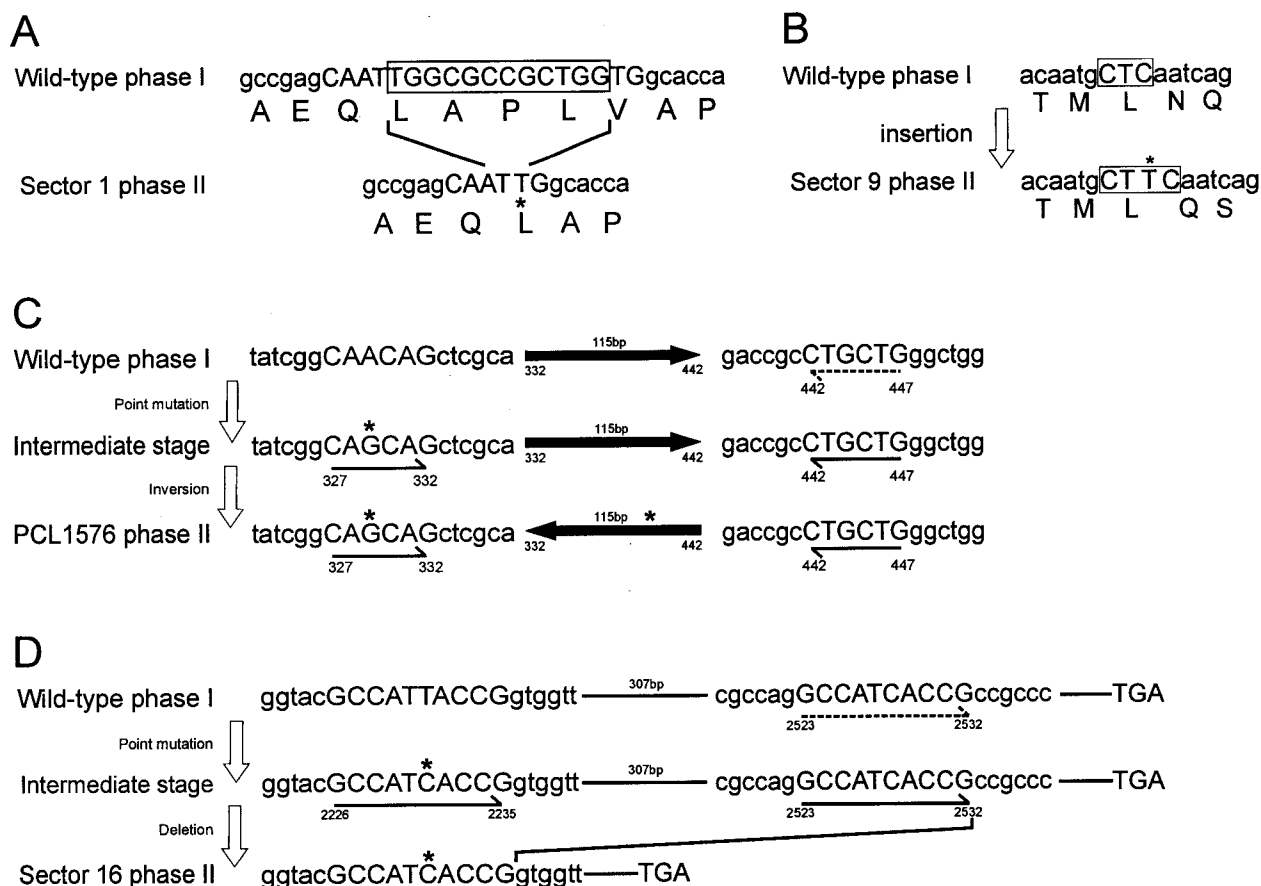 A
Wild-type phase I gccgagCAATTGGCGCCGCTGGTGgcacca
A E Q L A P L V A P
Sector 1 phase II gccgagCAATTGgcacca
*
A E Q L A P
B
Wild-type phase I acaatgCTCaatcag
T M L N Q
insertion
*
Sector 9 phase II acaatgCTTCaatcag
T M L Q S
C
115bp
Wild-type phase I tatcggCAACAGctcgca gaccgcCTGCTGggctgg
332 442 442 447
Point mutation
* 115bp
Intermediate stage tatcggCAGCAGctcgca gaccgcCTGCTGggctgg
327 332 332 442 442 447
Inversion
* 115bp *
PCL1576 phase II tatcggCAGCAGctcgca gaccgcCTGCTGggctgg
327 332 332 442 442 447
D
307bp
Wild-type phase I ggtacGCCATTACCGgtggtt cgccagGCCATCACCGccgccc TGA
2523 2532
Point mutation
* 307bp
Intermediate stage ggtacGCCATCACCGgtggtt cgccagGCCATCACCGccgccc TGA
2226 2235 2523 2532
Deletion
*
Sector 16 phase II ggtacGCCATCACCGgtggtt TGA